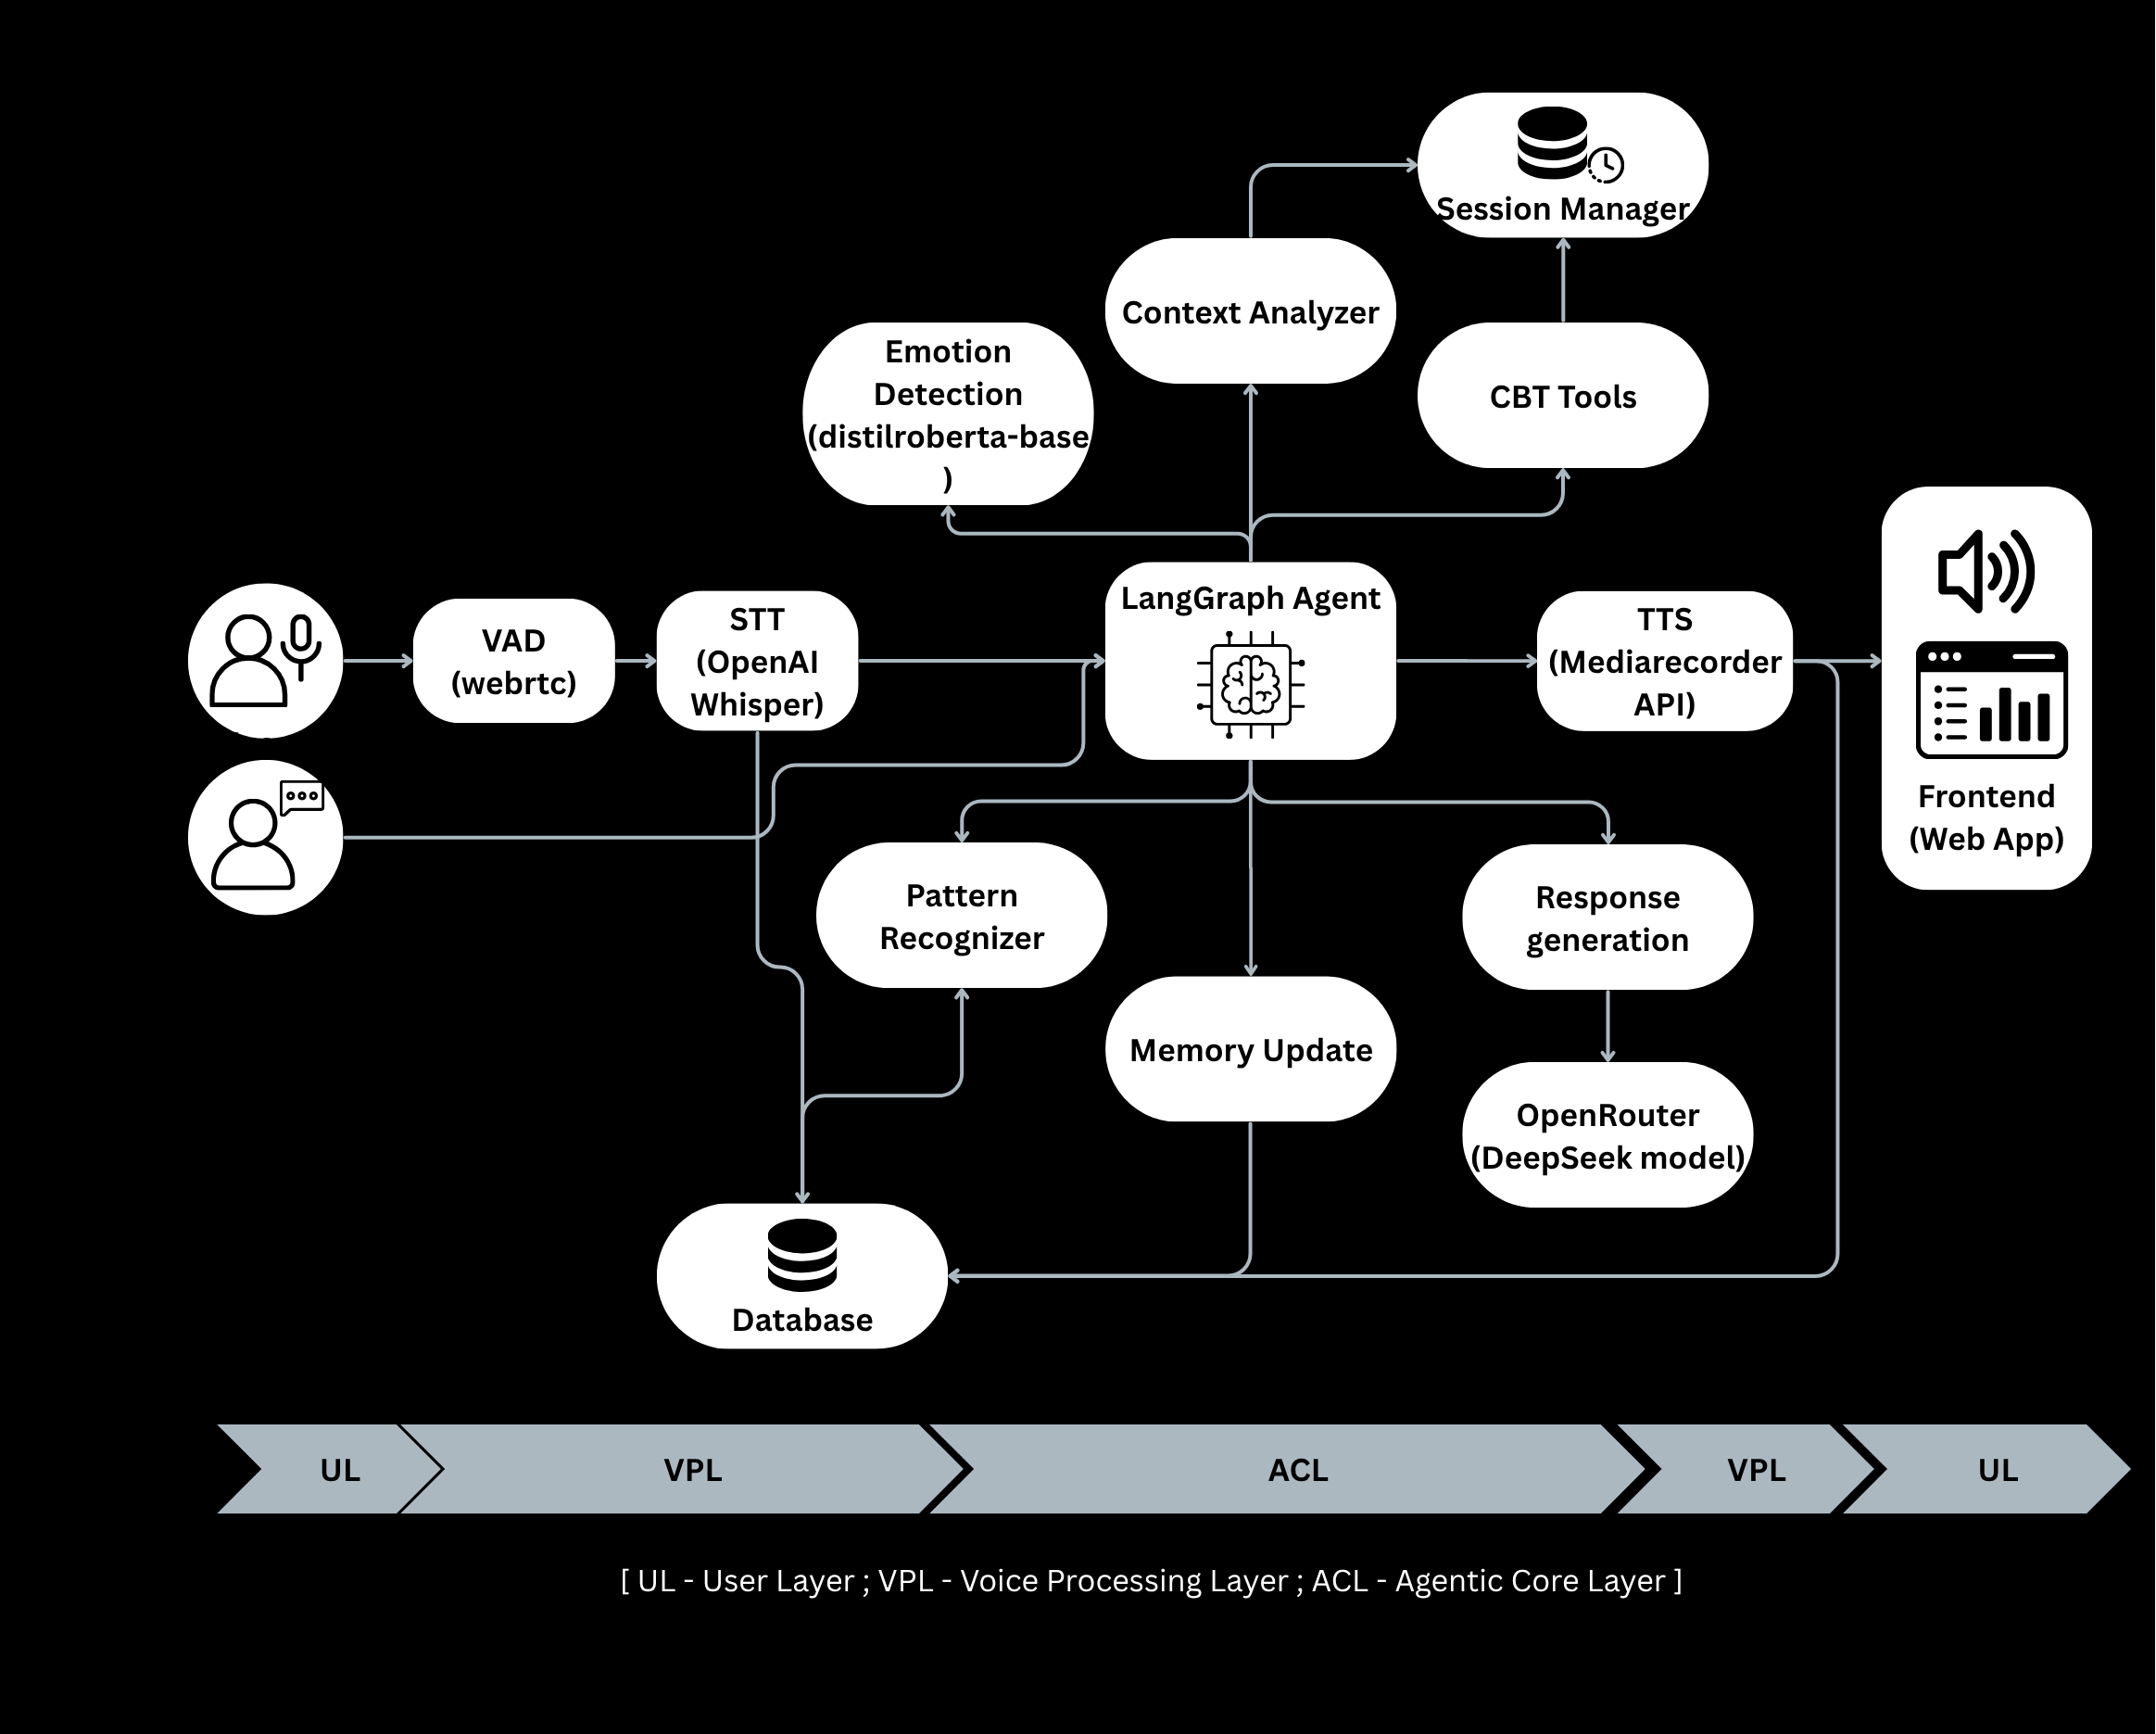 Session Manager
Context Analyzer
Emotion
Detection
(distilroberta-base
)
CBT Tools
VAD
(webrtc)
STT
(OpenAI
Whisper)
LangGraph Agent
TTS
(Mediarecorder
API)
Frontend
(Web App)
Pattern
Recognizer
Response
generation
Memory Update
OpenRouter
(DeepSeek model)
Database
UL
VPL
ACL
VPL
UL
[ UL - User Layer ; VPL - Voice Processing Layer ; ACL - Agentic Core Layer ]